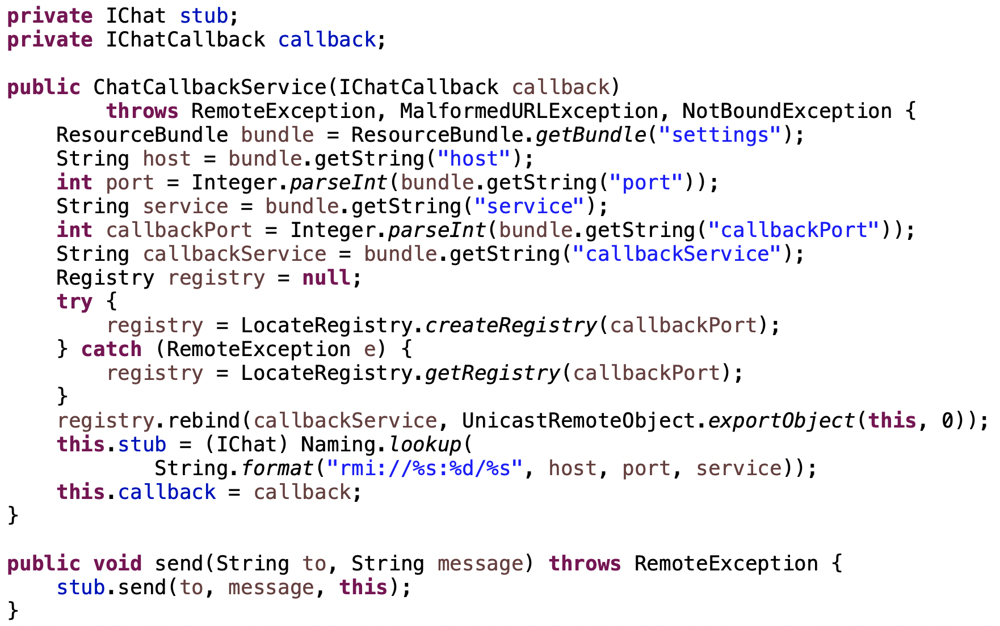 private IChat stub;
private IChatCallback callback;

public ChatCallbackService(IChatCallback callback)
        throws RemoteException, MalformedURLException, NotBoundException {
    ResourceBundle bundle = ResourceBundle.getBundle("settings");
    String host = bundle.getString("host");
    int port = Integer.parseInt(bundle.getString("port"));
    String service = bundle.getString("service");
    int callbackPort = Integer.parseInt(bundle.getString("callbackPort"));
    String callbackService = bundle.getString("callbackService");
    Registry registry = null;
    try {
        registry = LocateRegistry.createRegistry(callbackPort);
    } catch (RemoteException e) {
        registry = LocateRegistry.getRegistry(callbackPort);
    }
    registry.rebind(callbackService, UnicastRemoteObject.exportObject(this, 0));
    this.stub = (IChat) Naming.lookup(
            String.format("rmi://%s:%d/%s", host, port, service));
    this.callback = callback;
}

public void send(String to, String message) throws RemoteException {
    stub.send(to, message, this);
}